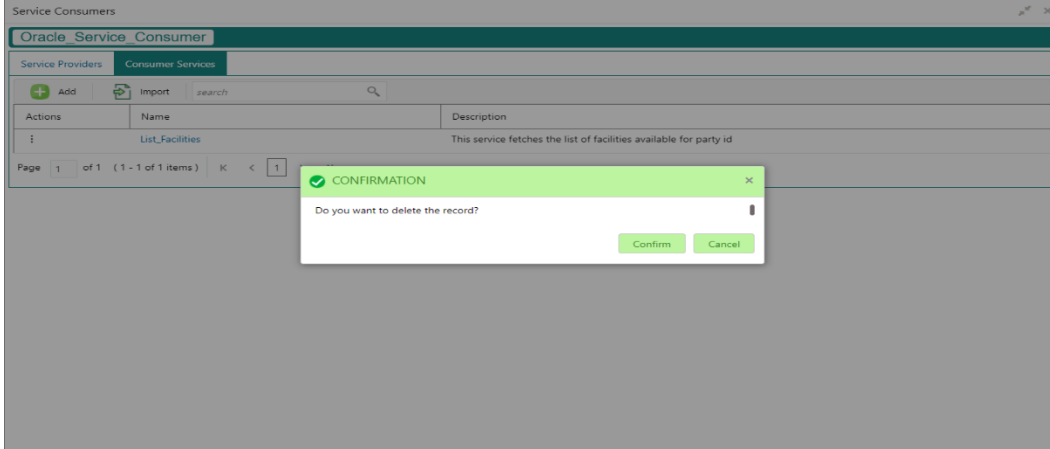 Service Consumers
Oracle_Service_Consumer
Service Providers Consumer Services
Add Import search
Actions Name Description
List_Facilities This service fetches the list of facilities available for party id
Page 1 of 1 (1 - 1 of 1 items) K < 1
CONFIRMATION ×
Do you want to delete the record?
Confirm Cancel